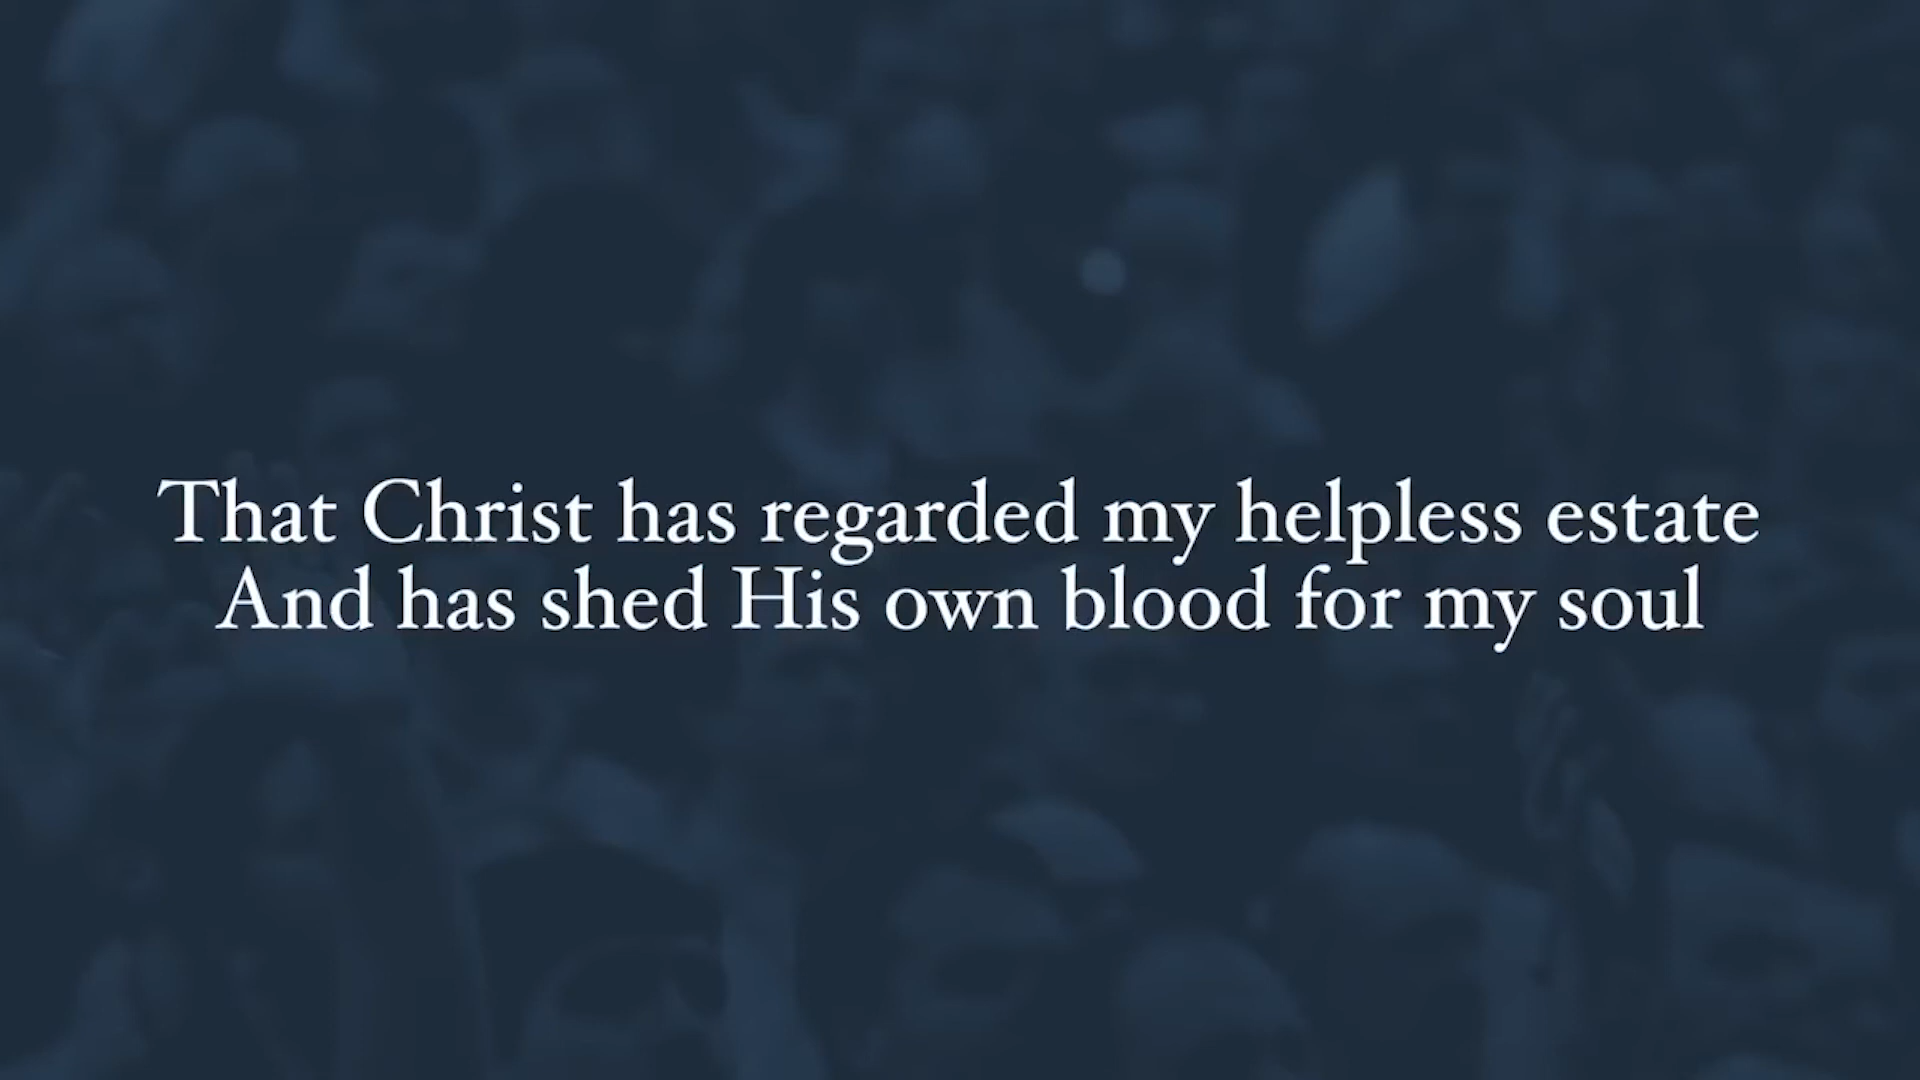 That Christ has regarded my helpless estate
And has shed His own blood for my soul